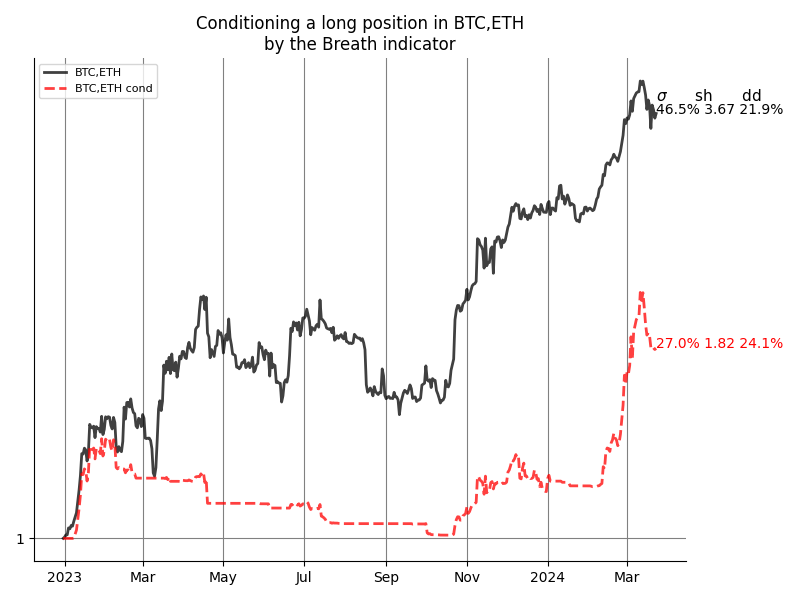 Conditioning a long position in BTC,ETH
by the Breath indicator
BTC,ETH
BTC,ETH cond
σ sh dd
46.5% 3.67 21.9%
27.0% 1.82 24.1%
1
2023 Mar May Jul Sep Nov 2024 Mar